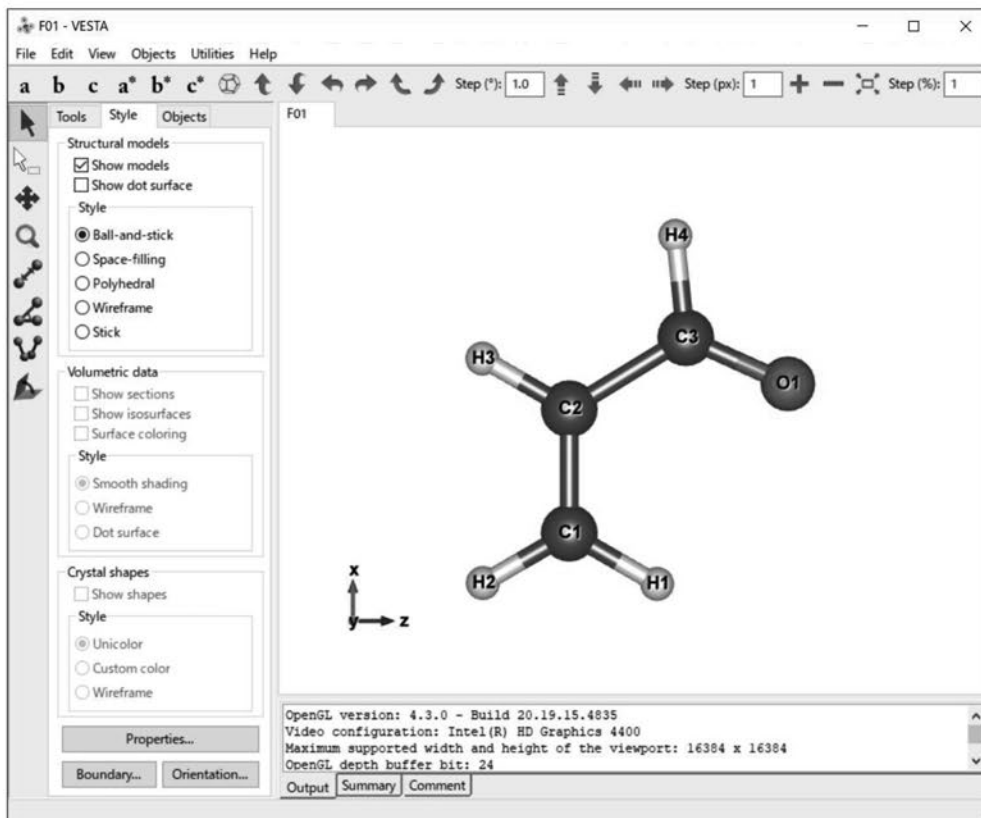 F01 - VESTA
File Edit View Objects Utilities Help
a b c a* b* c* Step (°): 1.0 Step (px): 1 Step (%): 1
Tools Style Objects
F01
Structural models
Show models
Show dot surface
Style
Ball-and-stick
Space-filling
Polyhedral
Wireframe
Stick
Volumetric data
Show sections
Show isosurfaces
Surface coloring
Style
Smooth shading
Wireframe
Dot surface
Crystal shapes
Show shapes
Style
Unicolor
Custom color
Wireframe
Properties...
Boundary... Orientation...
H4
C3
H3
O1
C2
C1
H2 H1
x
y z
OpenGL version: 4.3.0 - Build 20.19.15.4835
Video configuration: Intel(R) HD Graphics 4400
Maximum supported width and height of the viewport: 16384 x 16384
OpenGL depth buffer bit: 24
Output Summary Comment